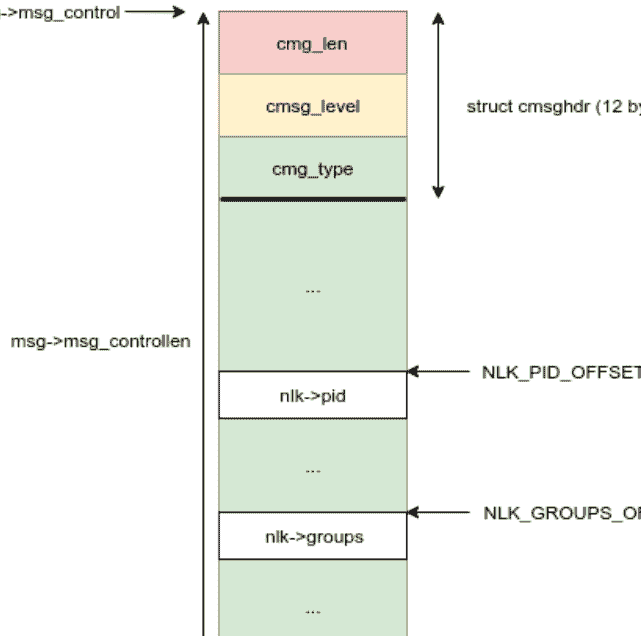 ->msg_control
cmg_len
cmsg_level
struct cmsghdr (12 by
cmg_type
...
msg->msg_controllen
NLK_PID_OFFSET
nlk->pid
...
NLK_GROUPS_OF
nlk->groups
...